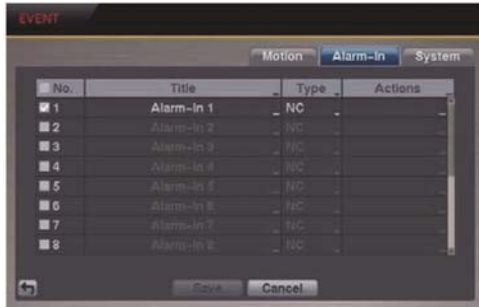 EVENT
Motion Alarm-In System
No. Title Type Actions
1 Alarm-In 1 NC
2 Alarm-In 2 NC
3 Alarm-In 3 NC
4 Alarm-In 4 NC
5 Alarm-In 5 NC
6 Alarm-In 6 NC
7 Alarm-In 7 NC
8 Alarm-In 8 NC
Save Cancel